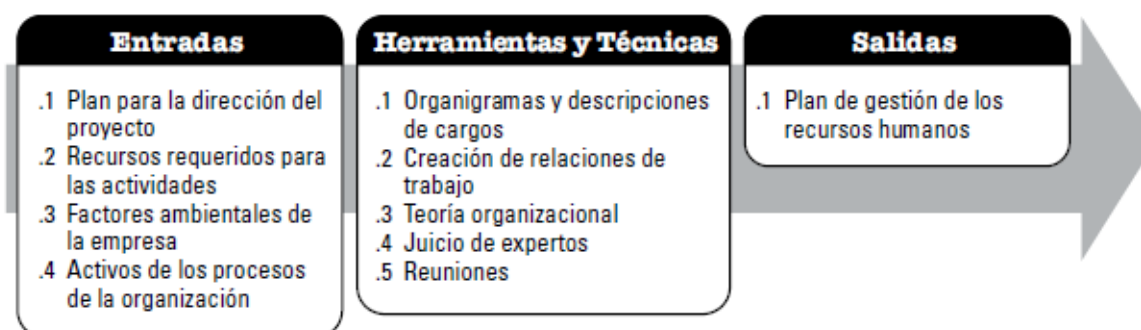 Entradas
.1 Plan para la dirección del
proyecto
.2 Recursos requeridos para
las actividades
.3 Factores ambientales de
la empresa
.4 Activos de los procesos
de la organización
Herramientas y Técnicas
.1 Organigramas y descripciones
de cargos
.2 Creación de relaciones de
trabajo
.3 Teoría organizacional
.4 Juicio de expertos
.5 Reuniones
Salidas
.1 Plan de gestión de los
recursos humanos